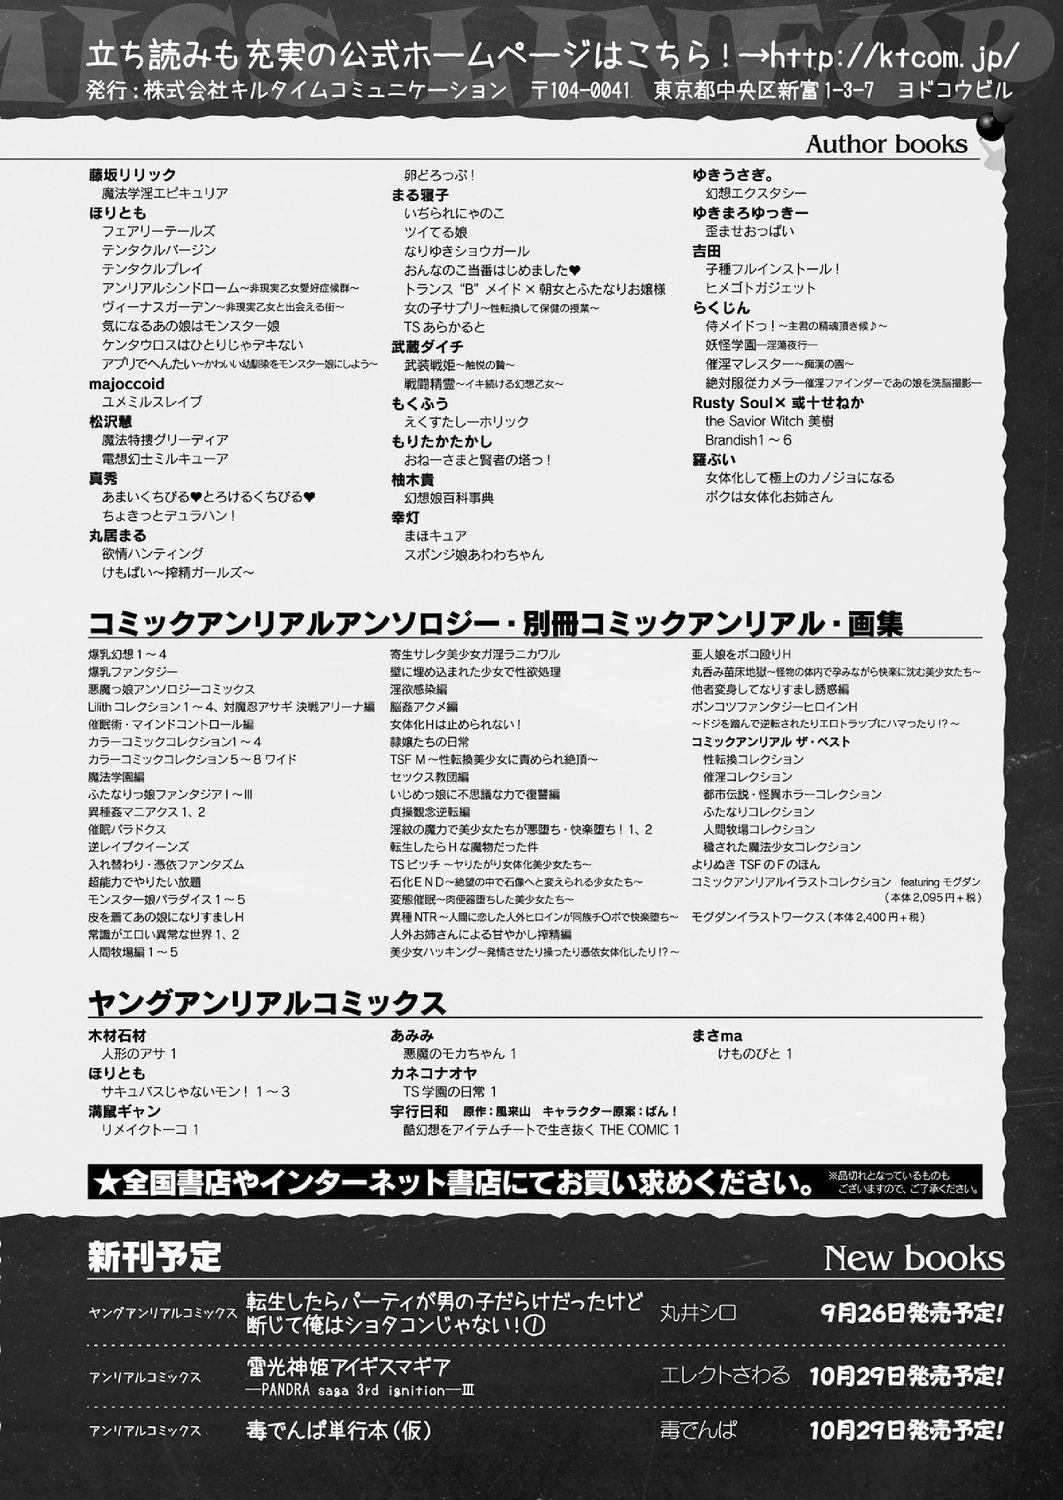 立ち読みも充実の公式ホームページはこちら！→http://ktcom.jp/
発行：株式会社キルタイムコミュニケーション　〒104-0041　東京都中央区新富1-3-7　ヨドコウビル
Author books
藤坂リリック
魔法学淫エピキュリア
ほりとも
フェアリーテールズ
テンタクルバージン
テンタクルプレイ
アンリアルシンドローム〜非現実乙女愛好症候群〜
ヴィーナスガーデン〜非現実乙女と出会える街〜
気になるあの娘はモンスター娘
ケンタウロスはひとりじゃデキない
アプリでへんたい〜かわいい幼馴染をモンスター娘にしよう〜
majoccoid
ユメミルスレイブ
松沢慧
魔法特捜グリーディア
電想幻士ミルキューア
真秀
あまいくちびる♥とろけるくちびる♥
ちょきっとデュラハン！
丸居まる
欲情ハンティング
けもぱい〜搾精ガールズ〜
卵どろっぷ！
まる寝子
いぢられにゃのこ
ツイてる娘
なりゆきショウガール
おんなのこ当番はじめました♥
トランス“B”メイド×朝女とふたなりお嬢様
女の子サプリ〜性転換して保健の授業〜
TSあらかると
武蔵ダイチ
武装戦姫〜触悦の贄〜
戦闘精霊〜イキ続ける幻想乙女〜
もくふう
えくすたしーホリック
もりたかたかし
おねーさまと賢者の塔っ！
柚木貴
幻想娘百科事典
幸灯
まほキュア
スポンジ娘あわわちゃん
ゆきうさぎ。
幻想エクスタシー
ゆきまろゆっきー
歪ませおっぱい
吉田
子種フルインストール！
ヒメゴトガジェット
らくじん
侍メイドっ！〜主君の精魂頂き候♪〜
妖怪学園―淫蕩夜行―
催淫マレスター〜痴漢の園〜
絶対服従カメラ―催淫ファインダーであの娘を洗脳撮影―
Rusty Soul×或十せねか
the Savior Witch 美樹
Brandish1〜6
羅ぶい
女体化して極上のカノジョになる
ボクは女体化お姉さん
コミックアンリアルアンソロジー・別冊コミックアンリアル・画集
爆乳幻想1〜4
爆乳ファンタジー
悪魔っ娘アンソロジーコミックス
Lilithコレクション1〜4、対魔忍アサギ 決戦アリーナ編
催眠術・マインドコントロール編
カラーコミックコレクション1〜4
カラーコミックコレクション5〜8ワイド
魔法学園編
ふたなりっ娘ファンタジアI〜III
異種姦マニアクス1、2
催眠パラドクス
逆レイプクイーンズ
入れ替わり・憑依ファンタズム
超能力でやりたい放題
モンスター娘パラダイス1〜5
皮を着てあの娘になりすましH
常識がエロい異常な世界1、2
人間牧場編1〜5
寄生サレタ美少女ガ淫ラニカワル
壁に埋め込まれた少女で性欲処理
淫欲感染編
脳姦アクメ編
女体化Hは止められない！
隷嬢たちの日常
TSF M〜性転換美少女に責められ絶頂〜
セックス教団編
いじめっ娘に不思議な力で復讐編
貞操観念逆転編
淫紋の魔力で美少女たちが悪堕ち・快楽堕ち！1、2
転生したらHな魔物だった件
TSビッチ 〜ヤりたがり女体化美少女たち〜
石化END〜絶望の中で石像へと変えられる少女たち〜
変態催眠〜肉便器堕ちした美少女たち〜
異種NTR〜人間に恋した人外ヒロインが同族チ○ポで快楽堕ち〜
人外お姉さんによる甘やかし搾精編
美少女ハッキング〜発情させたり操ったり憑依女体化したり!?〜
亜人娘をボコ殴りH
丸呑み苗床地獄〜怪物の体内で孕みながら快楽に沈む美少女たち〜
他者変身してなりすまし誘惑編
ポンコツファンタジーヒロインH
〜ドジを踏んで逆転されたりエロトラップにハマったり!?〜
コミックアンリアル ザ・ベスト
性転換コレクション
催淫コレクション
都市伝説・怪異ホラーコレクション
ふたなりコレクション
人間牧場コレクション
穢された魔法少女コレクション
よりぬき TSFのFのほん
コミックアンリアルイラストコレクション　featuring モグダン
（本体2,095円＋税）
モグダンイラストワークス（本体2,400円＋税）
ヤングアンリアルコミックス
木村石材
人形のアサ 1
ほりとも
サキュバスじゃないモン！ 1〜3
溝鼠ギャン
リメイクトーコ 1
あみみ
悪魔のモカちゃん 1
カネコナオヤ
TS学園の日常 1
宇行日和　原作：風来山　キャラクター原案：ばん！
酷幻想をアイテムチートで生き抜く THE COMIC 1
まさma
けものびと 1
★全国書店やインターネット書店にてお買い求めください。
※品切れとなっているものも
ございますので、ご了承ください。
新刊予定
New books
ヤングアンリアルコミックス
転生したらパーティが男の子だらけだったけど
断じて俺はショタコンじゃない！①
丸井シロ
9月26日発売予定！
アンリアルコミックス
雷光神姫アイギスマギア
―PANDRA saga 3rd ignition―Ⅲ
エレクトさわる
10月29日発売予定！
アンリアルコミックス
毒でんぱ単行本（仮）
毒でんぱ
10月29日発売予定！